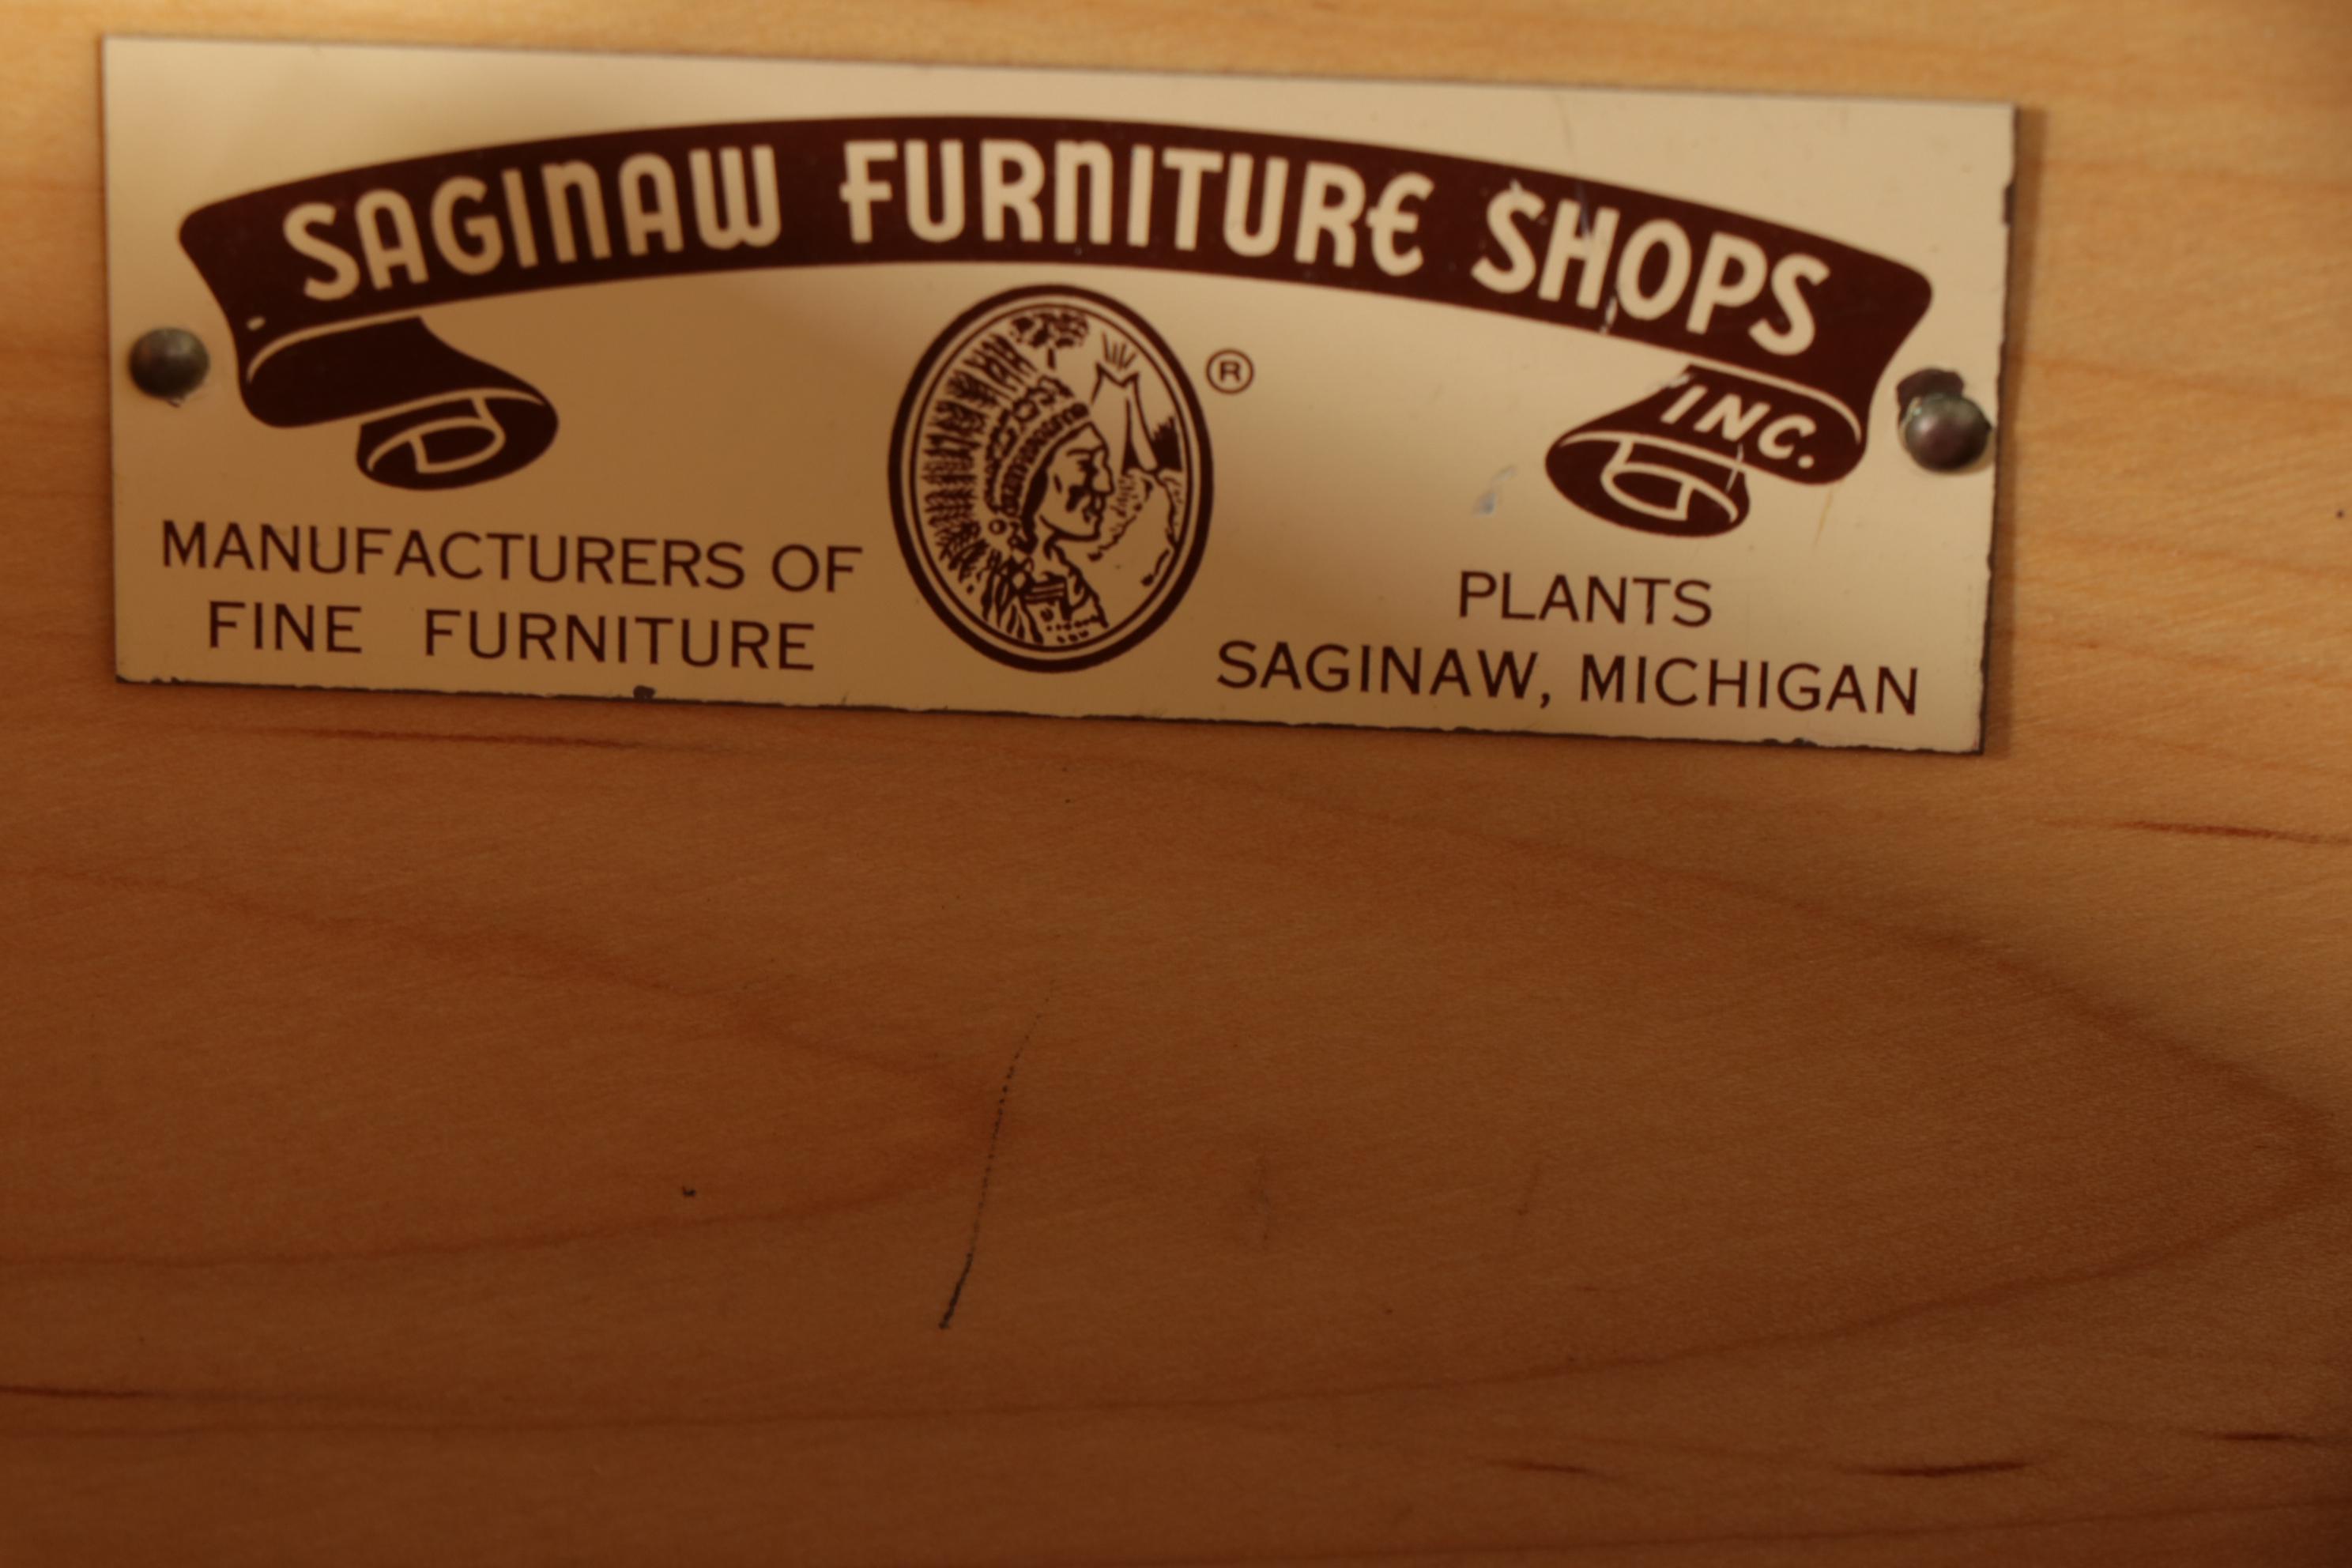 SAGINAW FURNITURE SHOPS
INC.
®
MANUFACTURERS OF
FINE FURNITURE
PLANTS
SAGINAW, MICHIGAN